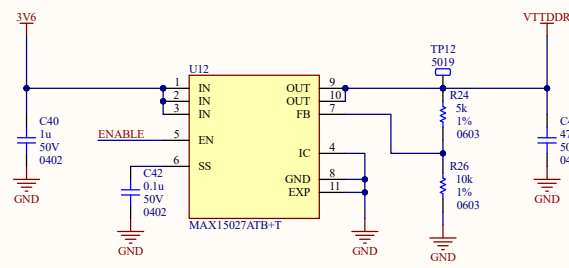 3V6
VTTDDR
TP12
5019
U12
1 IN OUT 9
2 IN OUT 10
3 IN FB 7
ENABLE 5 EN
6 SS
IC 4
GND 8
EXP 11
MAX15027ATB+T
C40
1u
50V
0402
GND
C42
0.1u
50V
0402
GND
GND
R24
5k
1%
0603
R26
10k
1%
0603
GND
GND